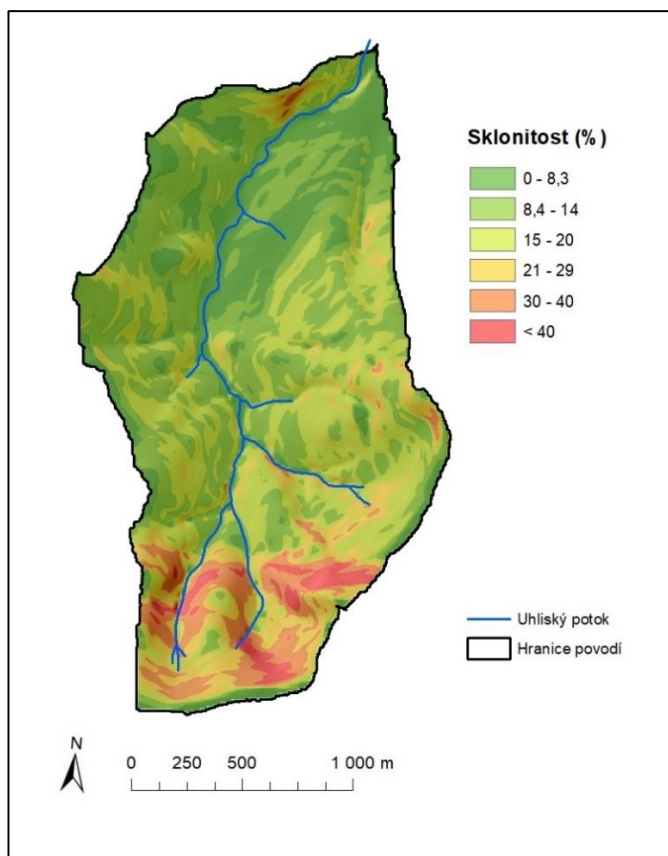 Sklonitost (%)
0 - 8,3
8,4 - 14
15 - 20
21 - 29
30 - 40
< 40
Uhliský potok
Hranice povodí
N
0 250 500 1 000 m